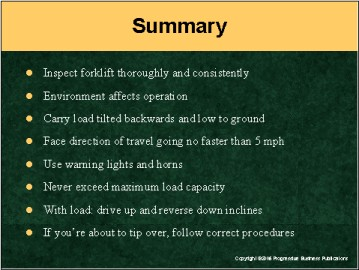 Summary
Inspect forklift thoroughly and consistently
Environment affects operation
Carry load tilted backwards and low to ground
Face direction of travel going no faster than 5 mph
Use warning lights and horns
Never exceed maximum load capacity
With load: drive up and reverse down inclines
If you're about to tip over, follow correct procedures
Copyright Progressive Business Publications